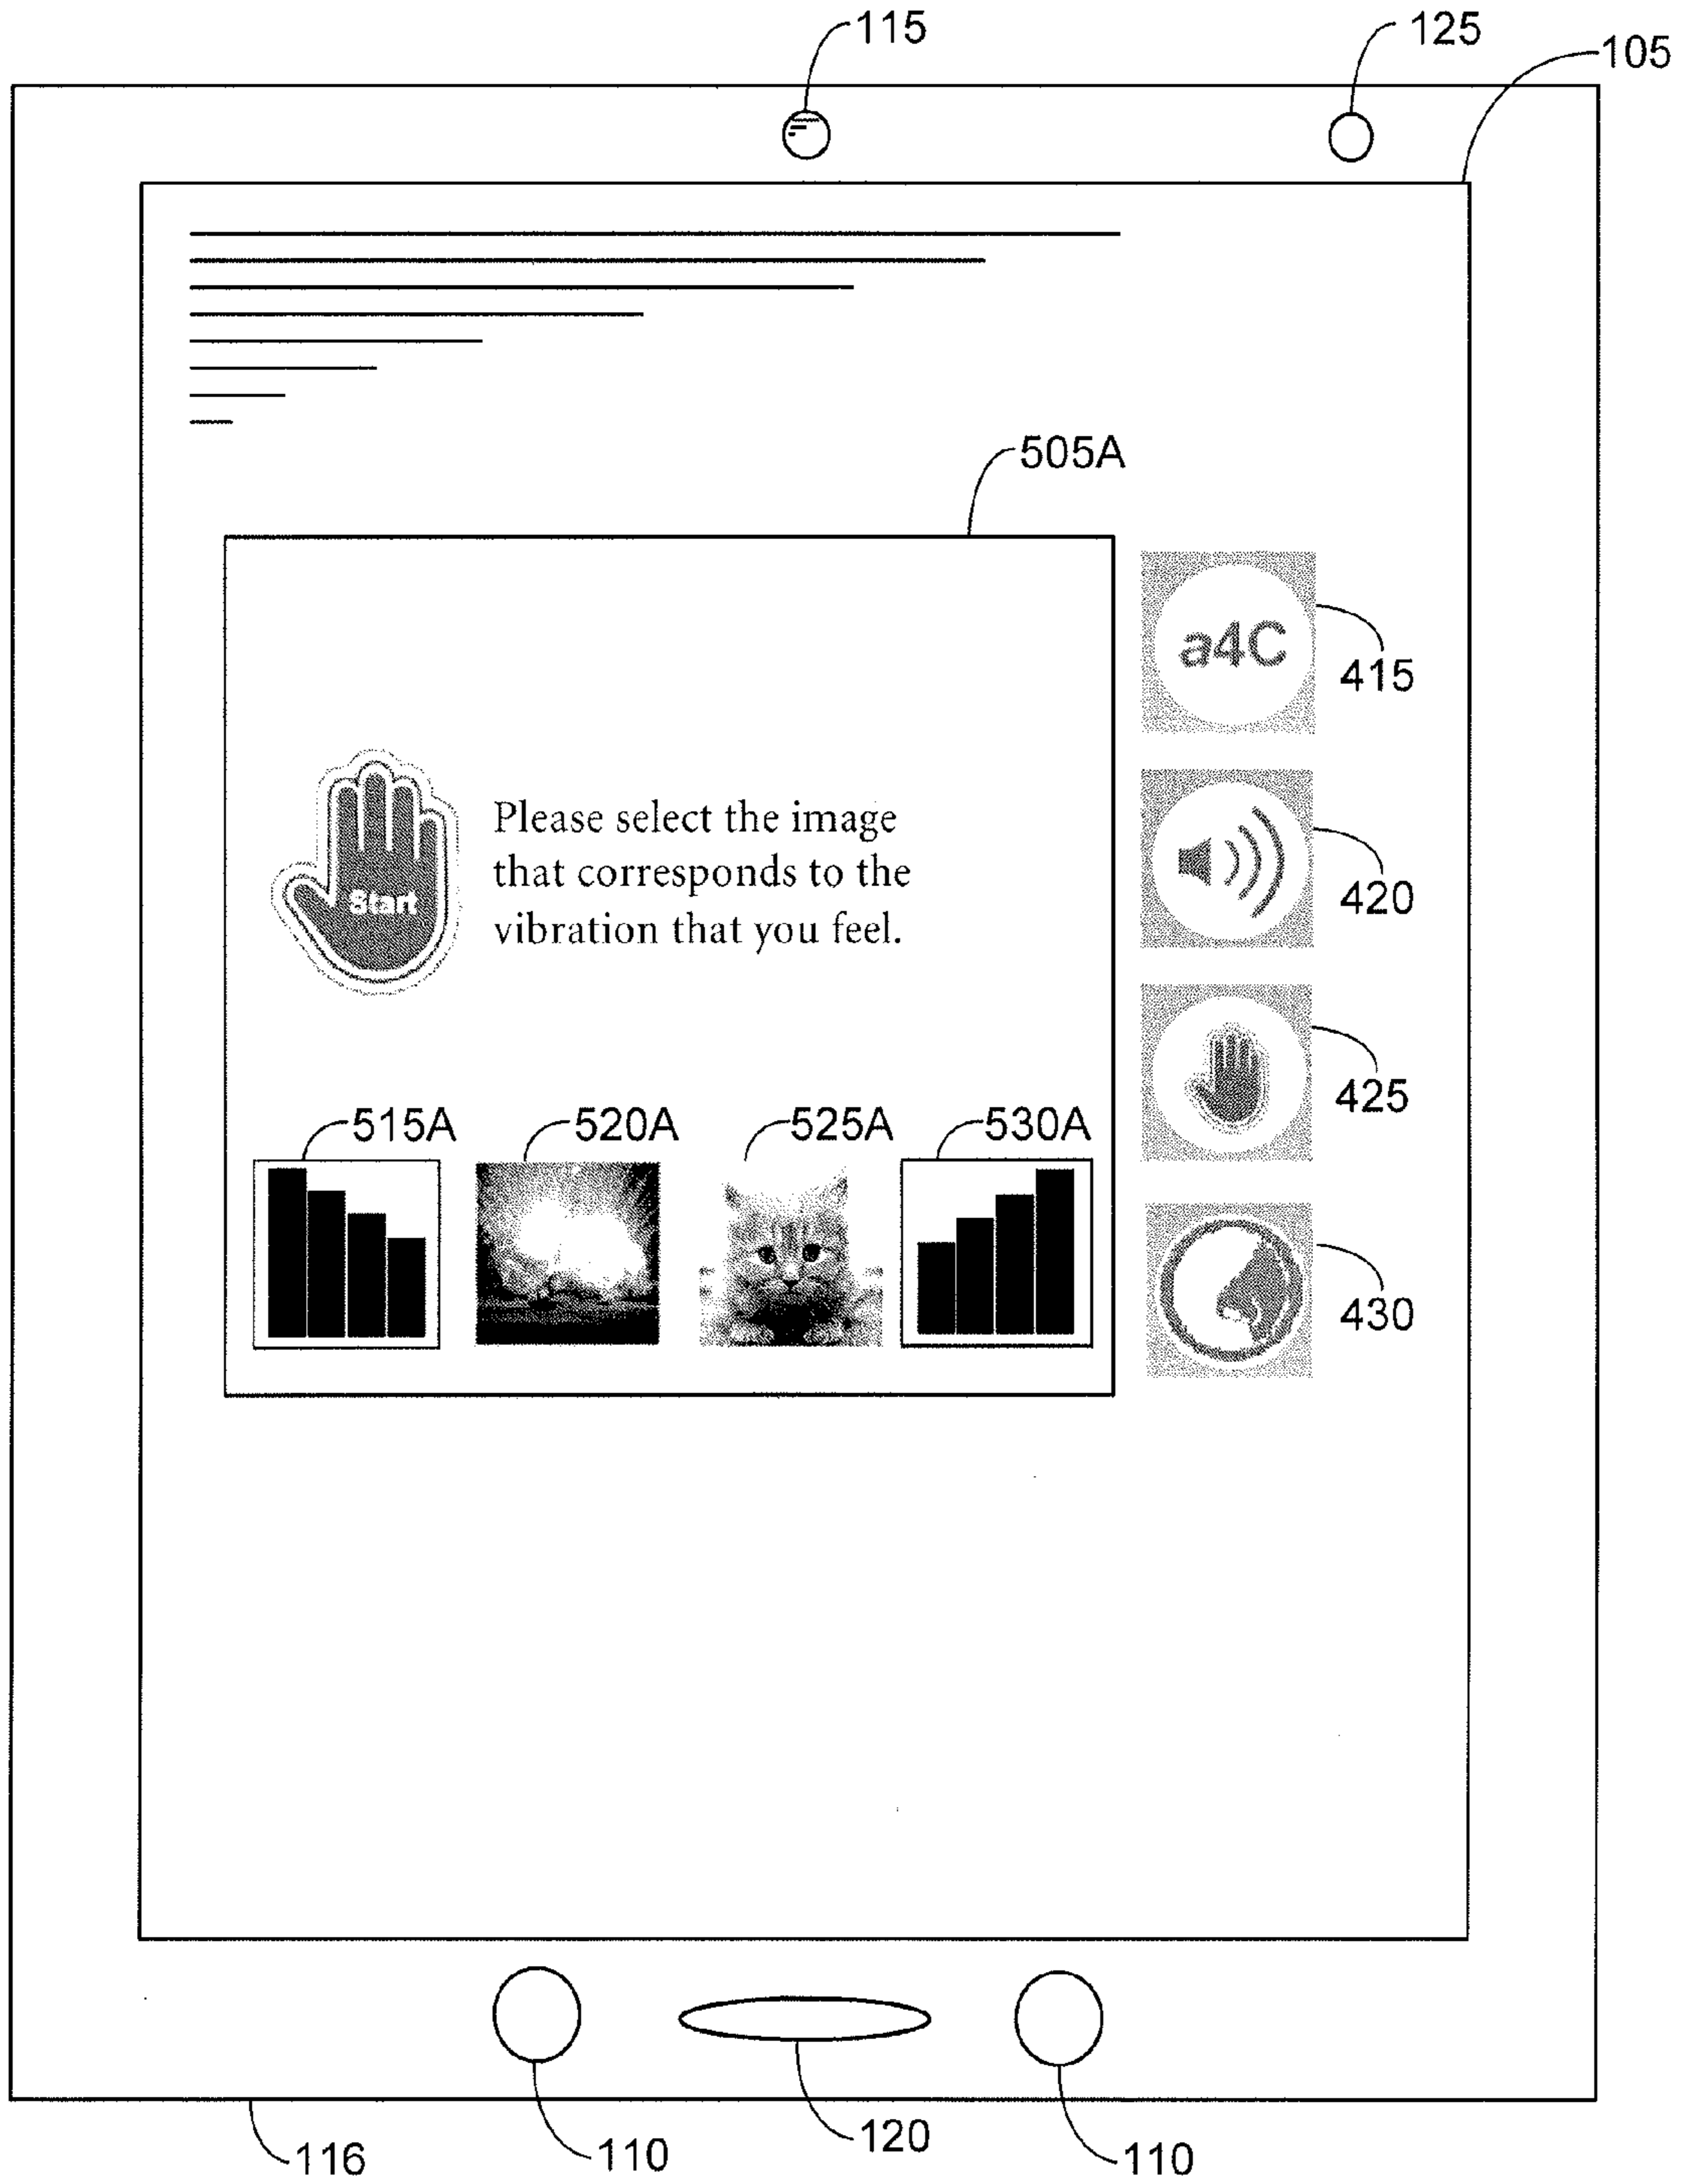 115
125
105
505A
a4C
415
Please select the image
that corresponds to the
vibration that you feel.
Start
420
425
515A
520A
525A
530A
430
116
110
120
110